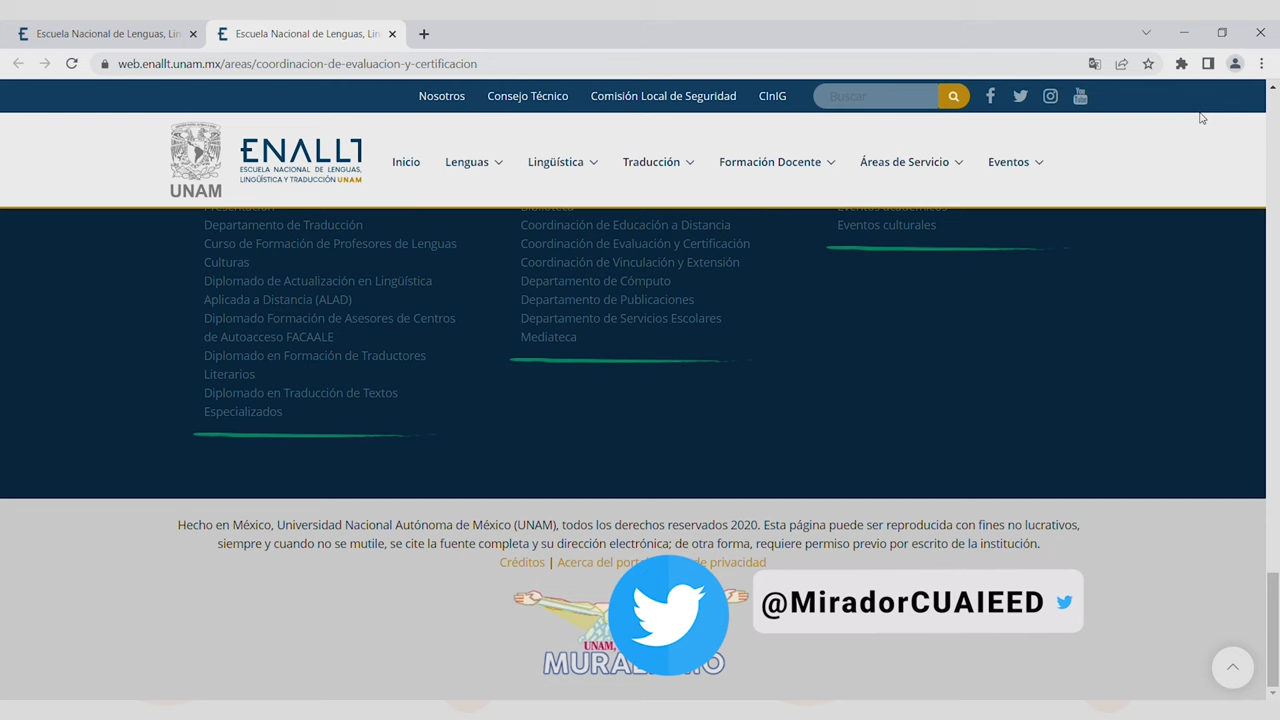 Escuela Nacional de Lenguas, Lin
Escuela Nacional de Lenguas, Lin
web.enallt.unam.mx/areas/coordinacion-de-evaluacion-y-certificacion
Nosotros Consejo Técnico Comisión Local de Seguridad CInIG Buscar
You Tube
UNAM
ENALLT
ESCUELA NACIONAL DE LENGUAS,
LINGÜÍSTICA Y TRADUCCIÓN UNAM
Inicio Lenguas Lingüística Traducción Formación Docente Áreas de Servicio Eventos
Presentación
Departamento de Traducción
Curso de Formación de Profesores de Lenguas
Culturas
Diplomado de Actualización en Lingüística
Aplicada a Distancia (ALAD)
Diplomado Formación de Asesores de Centros
de Autoacceso FACAALE
Diplomado en Formación de Traductores
Literarios
Diplomado en Traducción de Textos
Especializados
Biblioteca
Coordinación de Educación a Distancia
Coordinación de Evaluación y Certificación
Coordinación de Vinculación y Extensión
Departamento de Cómputo
Departamento de Publicaciones
Departamento de Servicios Escolares
Mediateca
Eventos académicos
Eventos culturales
Hecho en México, Universidad Nacional Autónoma de México (UNAM), todos los derechos reservados 2020. Esta página puede ser reproducida con fines no lucrativos,
siempre y cuando no se mutile, se cite la fuente completa y su dirección electrónica; de otra forma, requiere permiso previo por escrito de la institución.
Créditos | Acerca del port de privacidad
UNAM,
MURA O
@MiradorCUAIEED